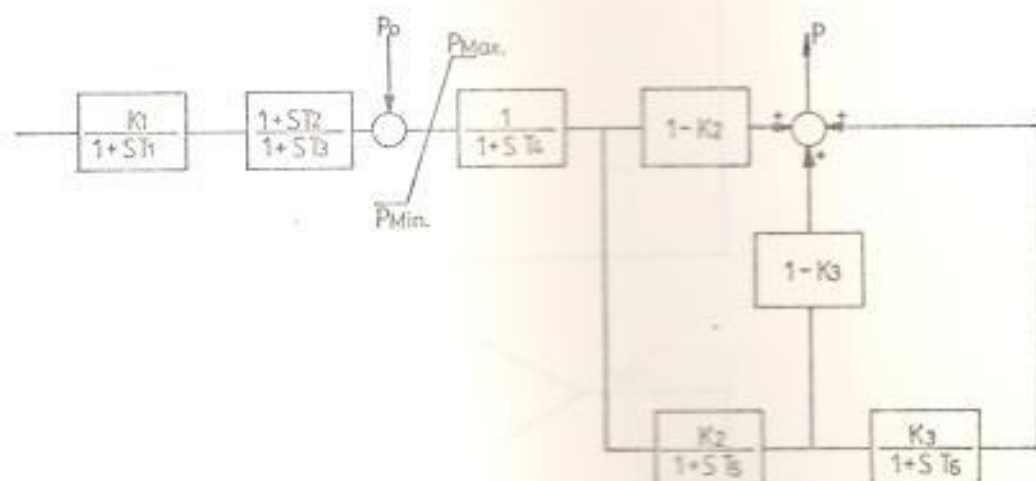 Po
PMax.
P
K1
1+ST1
1+ST2
1+ST3
1
1+ST4
1-K2
+
+
+
PMin.
1-K3
K2
1+ST5
K3
1+ST6